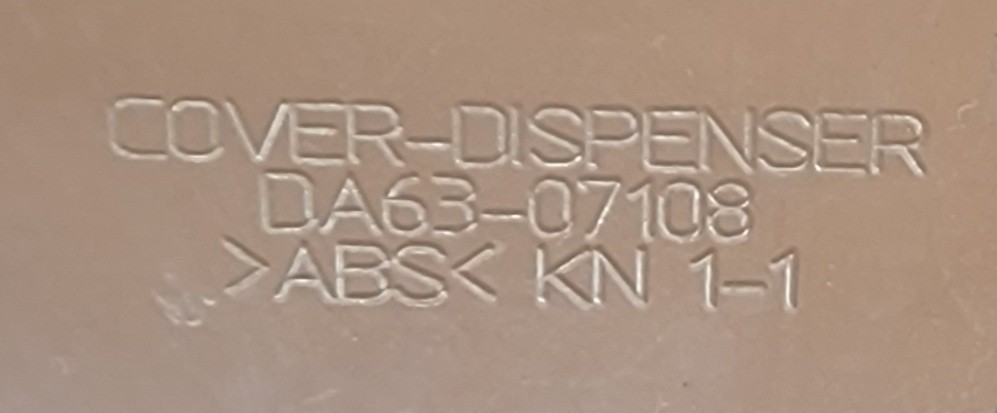 COVER-DISPENSER
DA63-07108
>ABS< KN 1-1